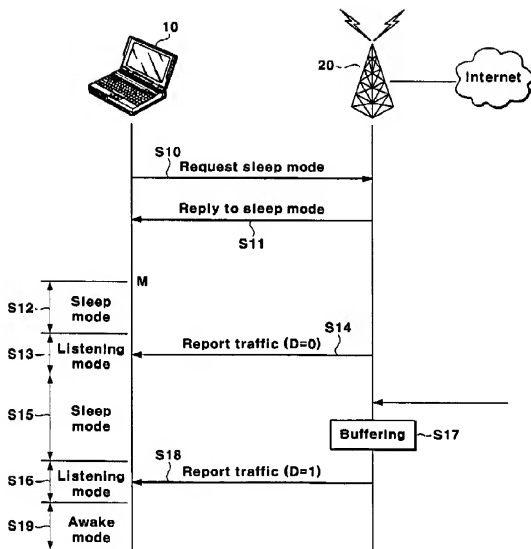 10
20
Internet
S10
Request sleep mode
Reply to sleep mode
S11
M
S12
Sleep
mode
S14
S13
Listening
mode
Report traffic (D=0)
S15
Sleep
mode
Buffering
S17
S18
S16
Listening
mode
Report traffic (D=1)
S19
Awake
mode